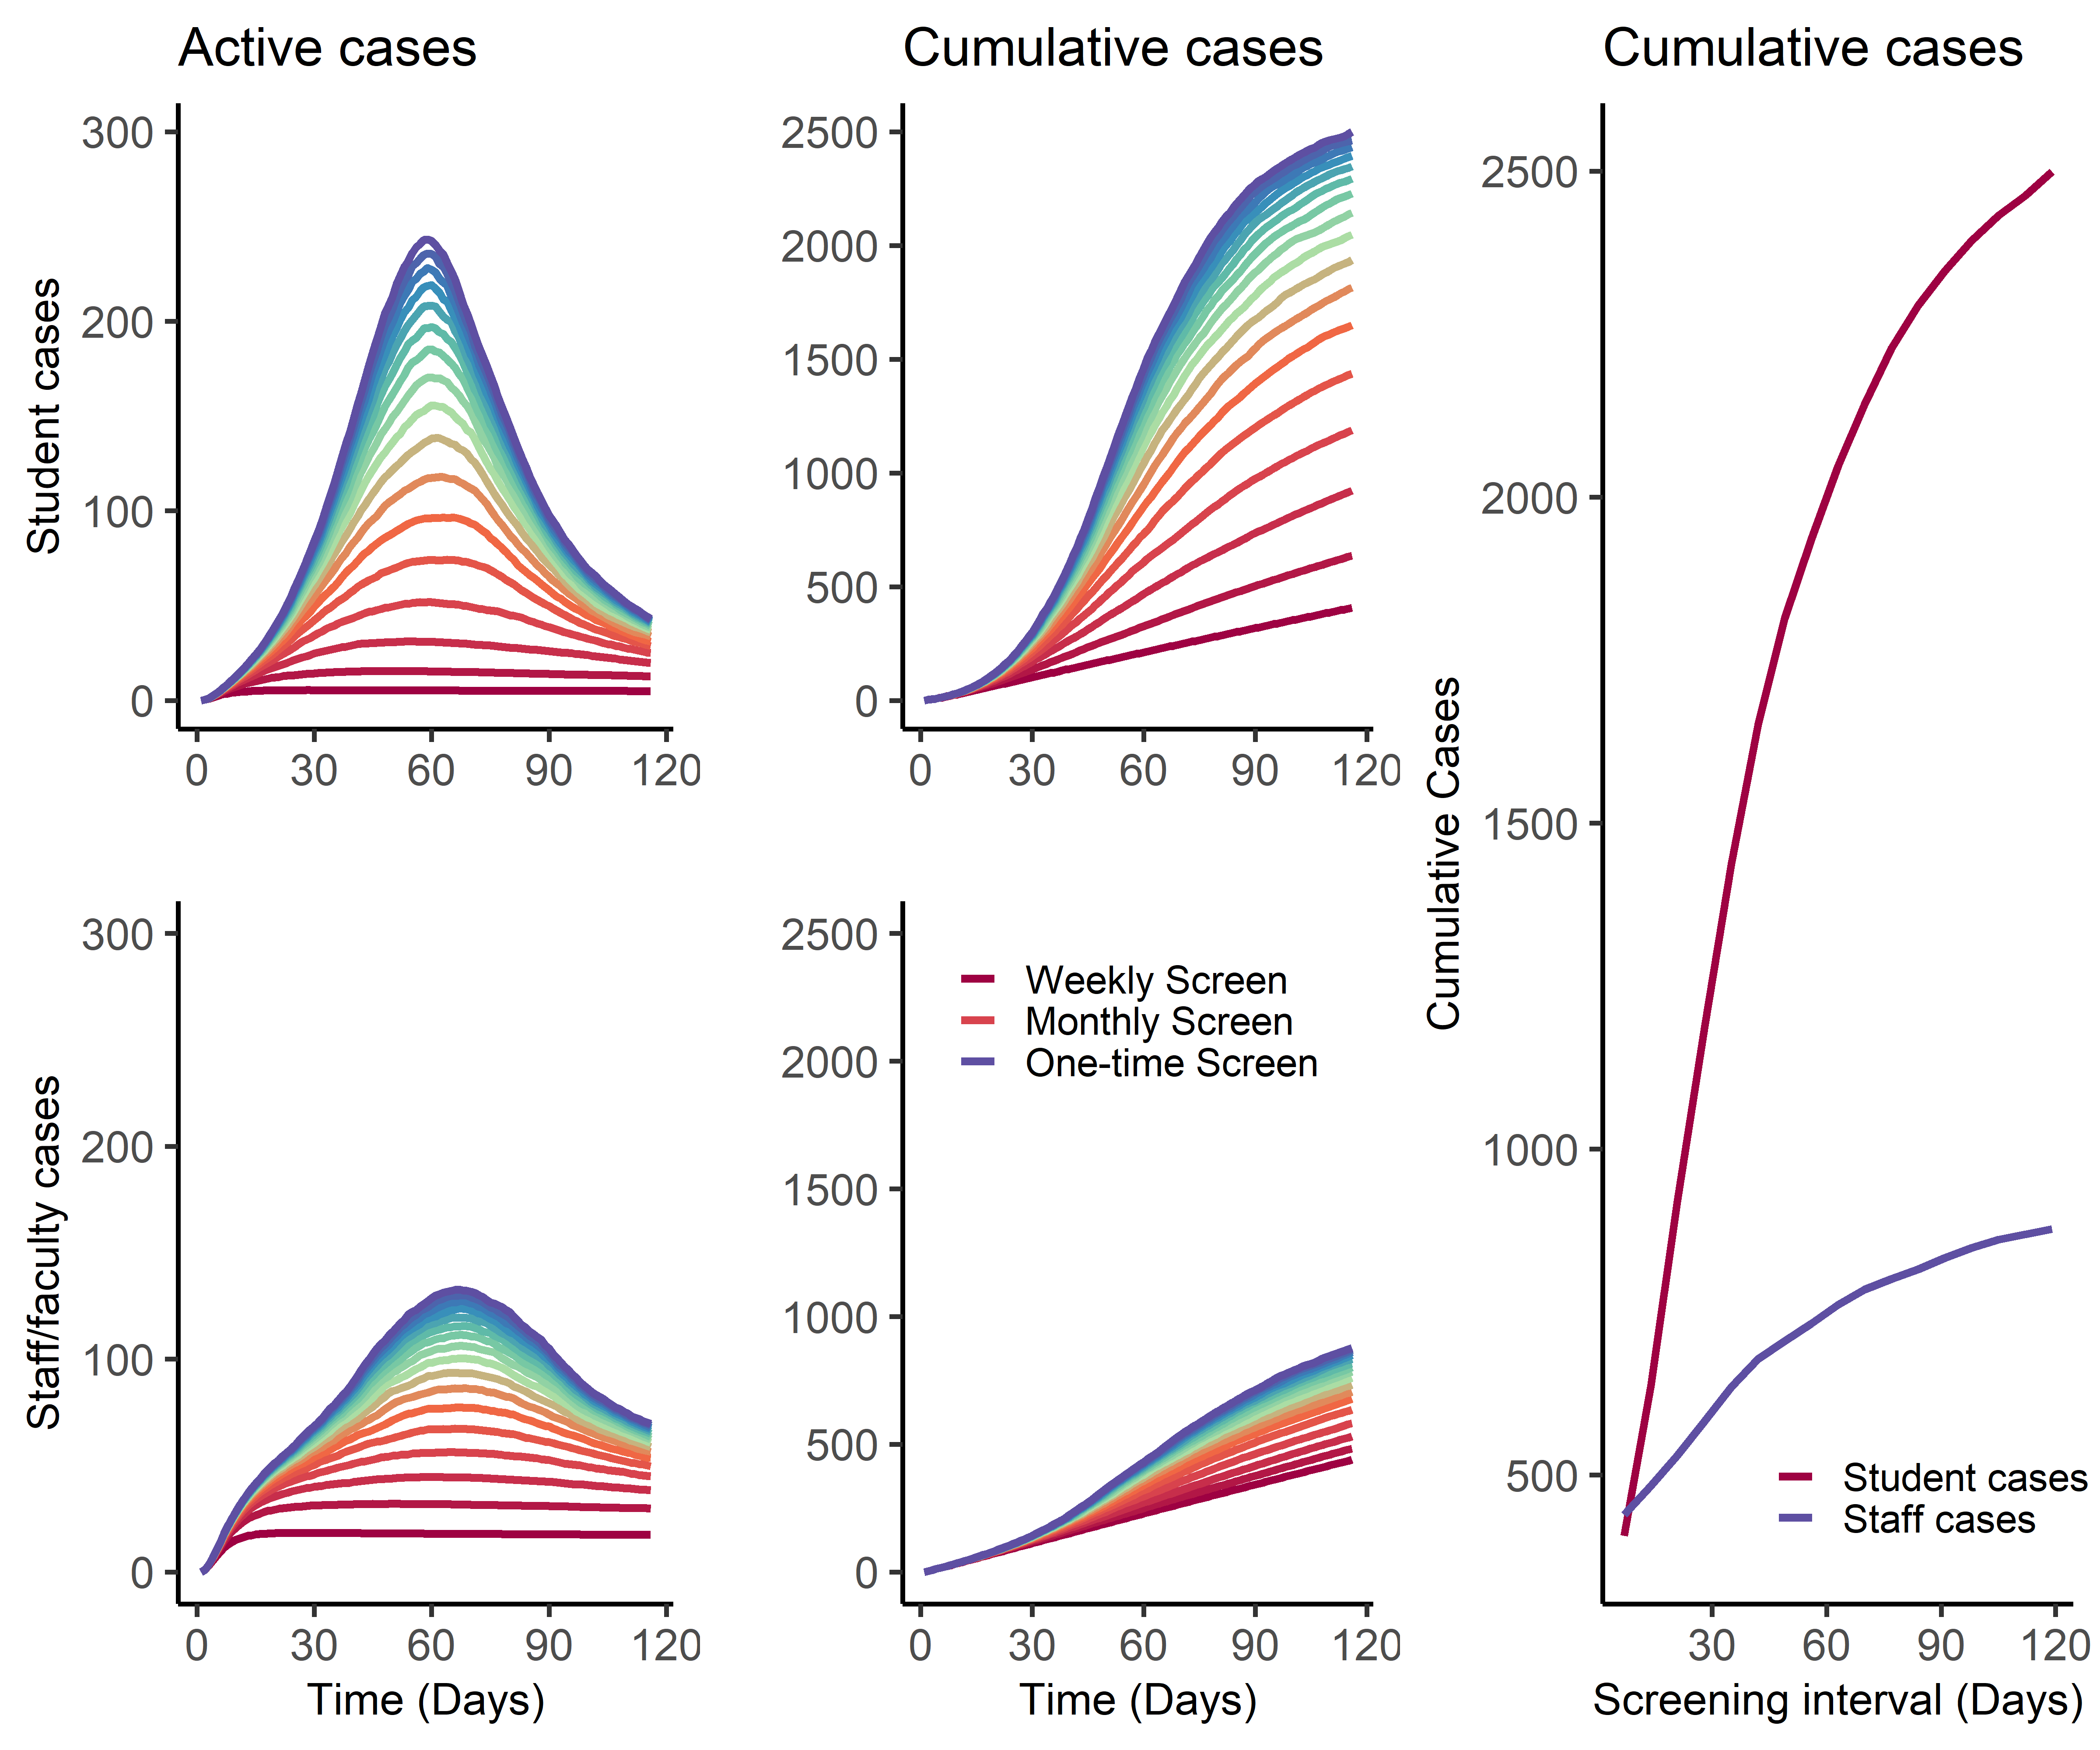 Active cases
Cumulative cases
Cumulative cases
Student cases
300
200
100
0
0 30 60 90 120
2500
2000
1500
1000
500
0
0 30 60 90 120
Staff/faculty cases
300
200
100
0
0 30 60 90 120
Time (Days)
2500
2000
1500
1000
500
0
Weekly Screen
Monthly Screen
One-time Screen
0 30 60 90 120
Time (Days)
Cumulative Cases
2500
2000
1500
1000
500
Student cases
Staff cases
30 60 90 120
Screening interval (Days)